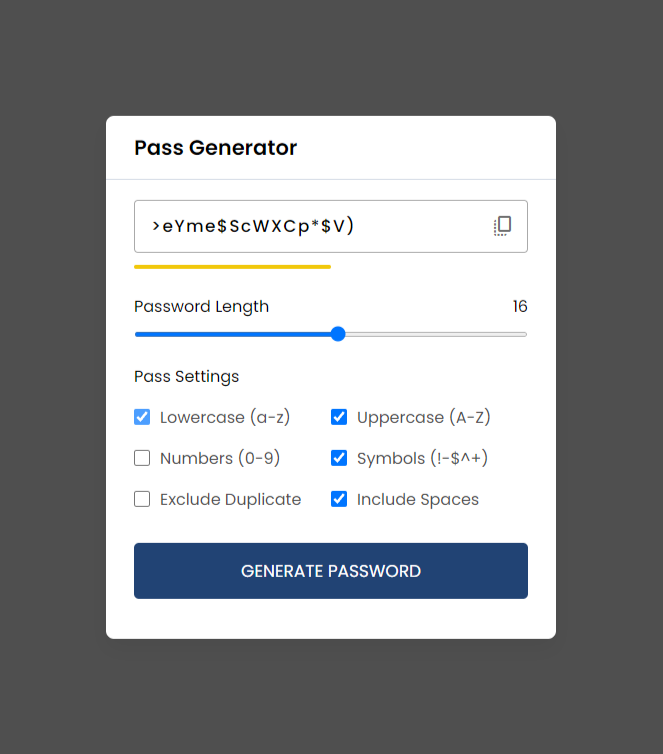 Pass Generator
>eYme$ScWXCp*$V)
Password Length 16
Pass Settings
Lowercase (a-z) Uppercase (A-Z)
Numbers (0-9) Symbols (!-$^+)
Exclude Duplicate Include Spaces
GENERATE PASSWORD